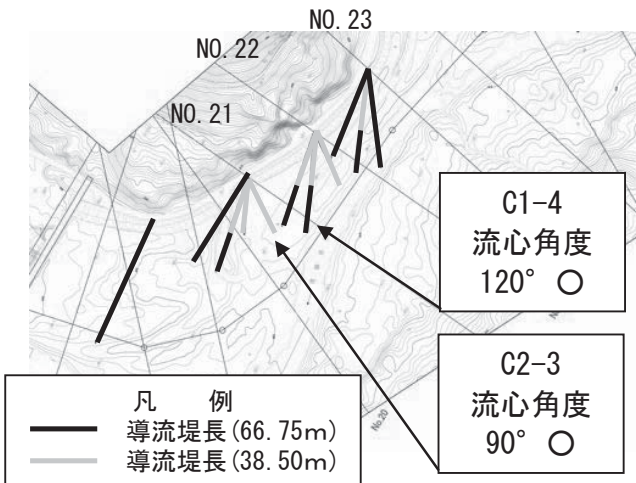 NO. 23
NO. 22
NO. 21
C1-4
流心角度
120° ○
C2-3
流心角度
90° ○
No.20
凡 例
導流堤長(66.75m)
導流堤長(38.50m)